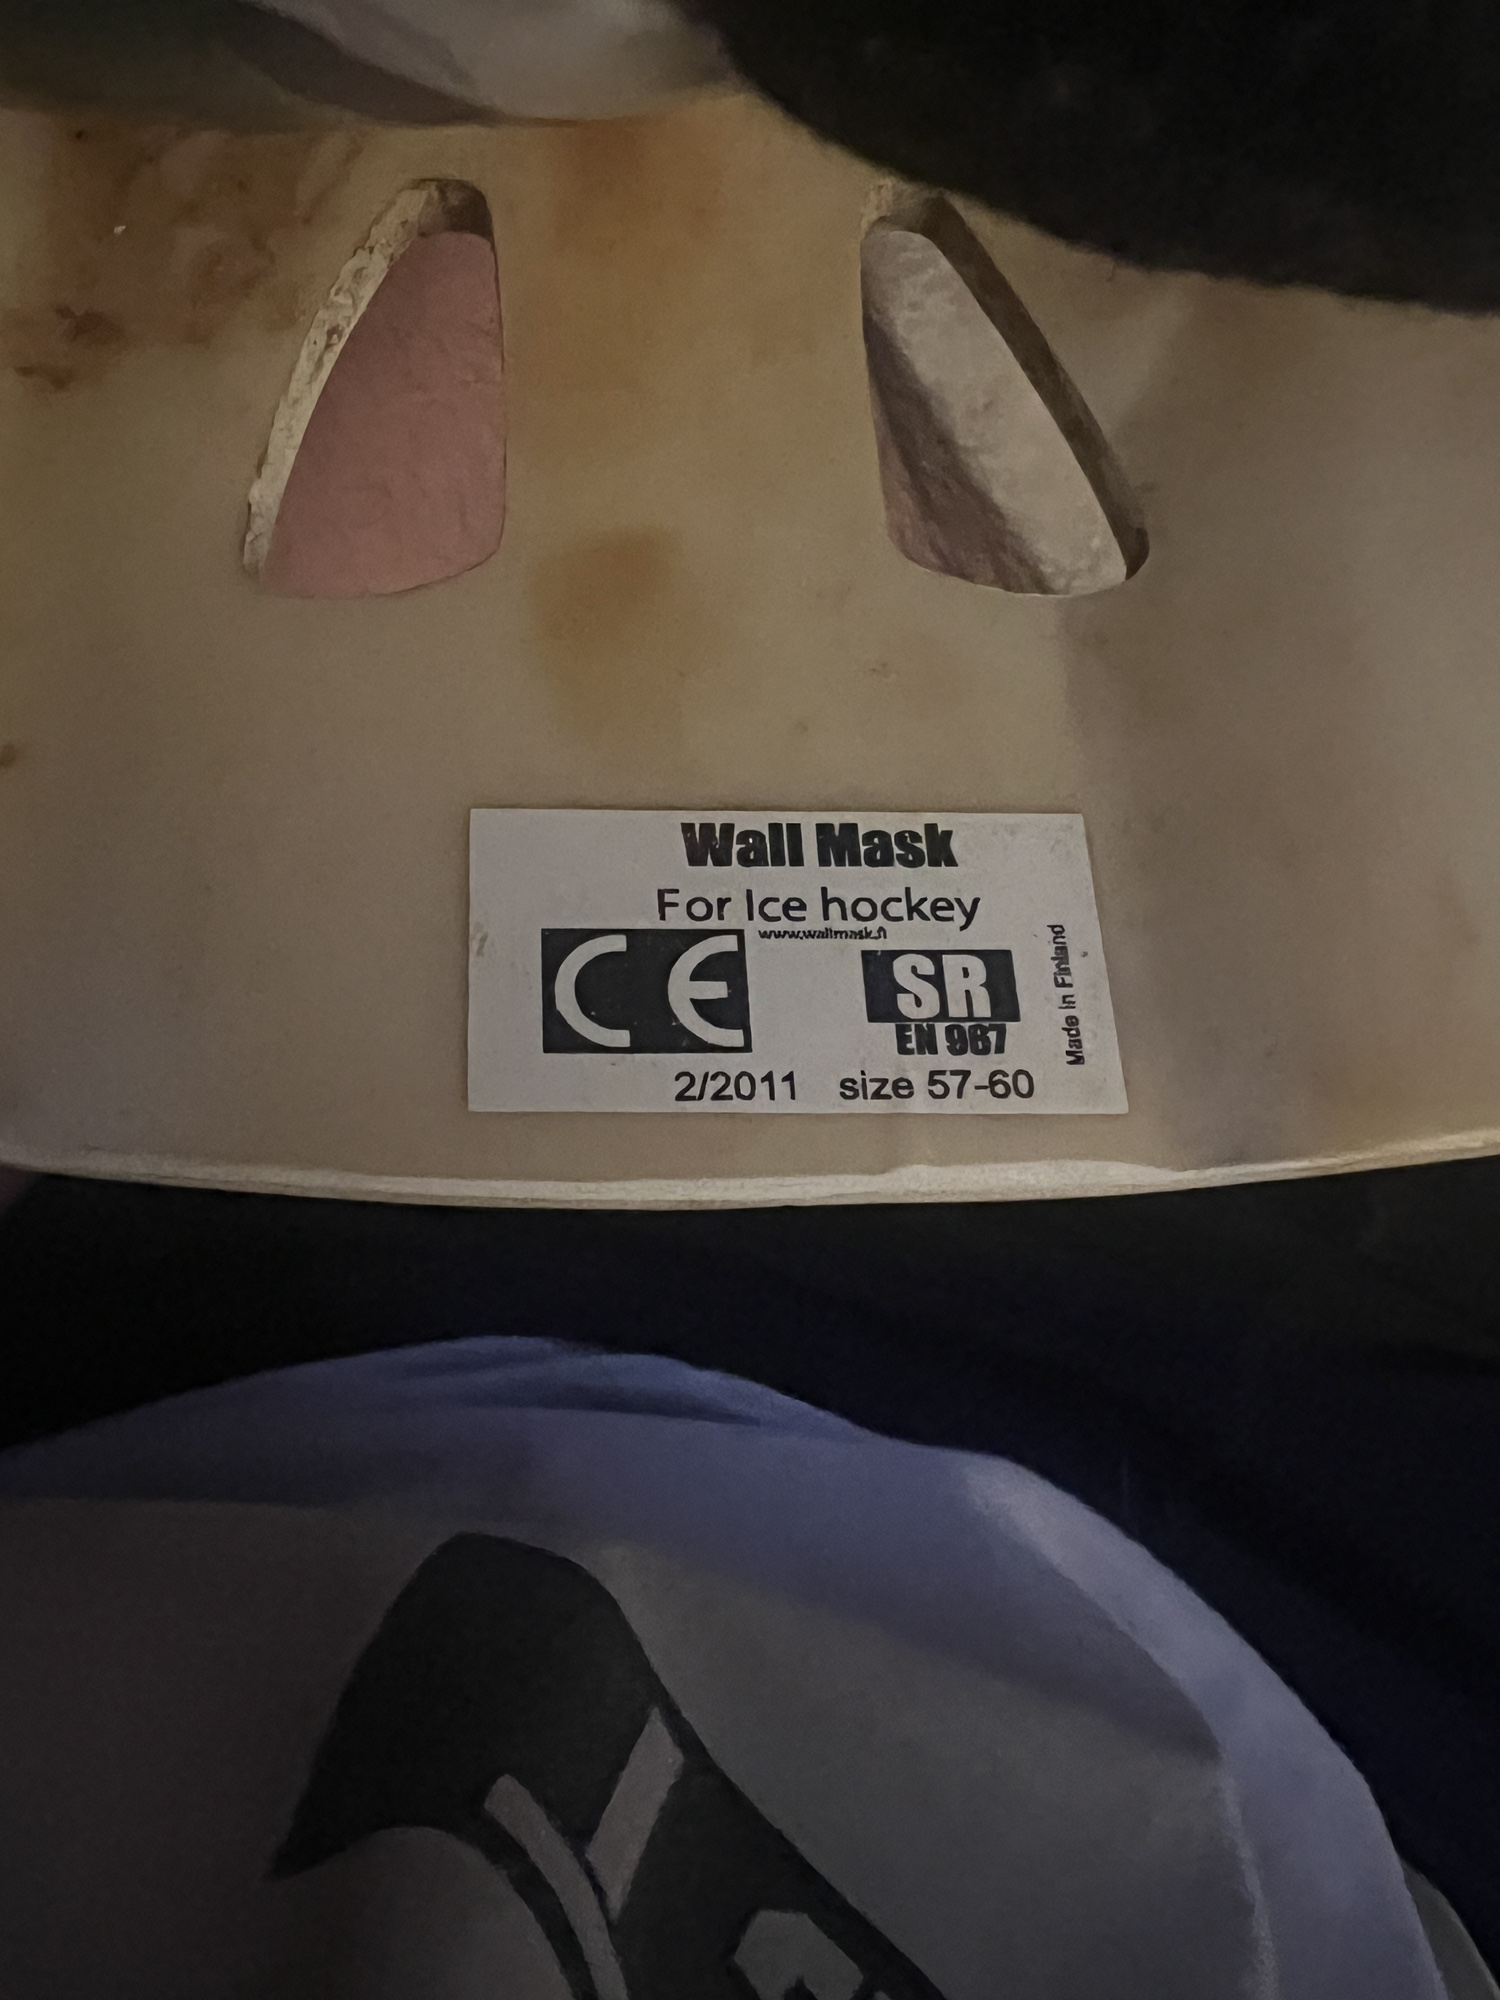 Wall Mask
For Ice hockey
www.wallmask.fi
CE
SR
EN 967
Made In Finland
2/2011 size 57-60